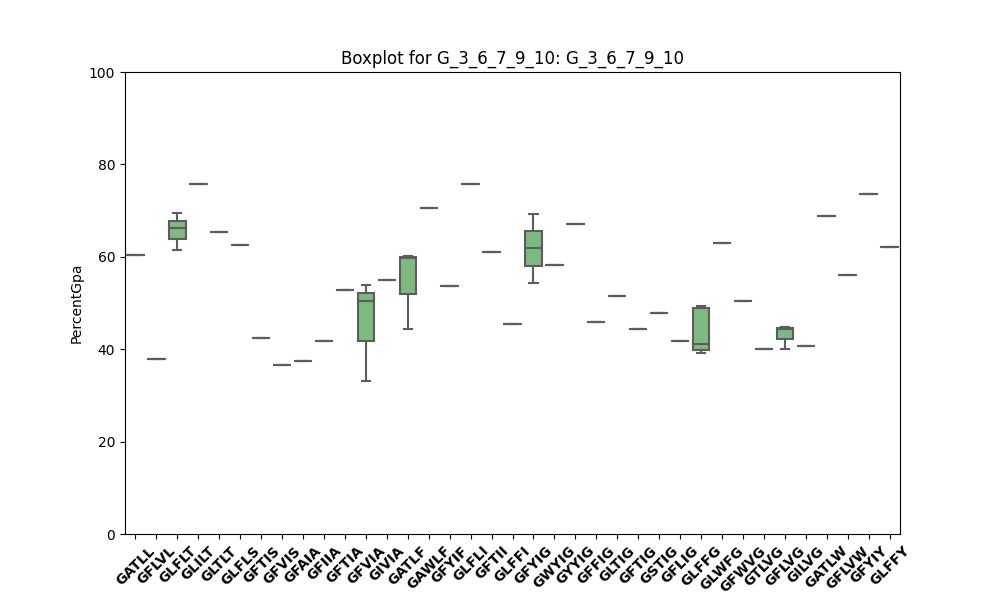 Boxplot for G_3_6_7_9_10: G_3_6_7_9_10
PercentGpa
100
80
60
40
20
0
GATLL
GFLVL
GLFLT
GLILT
GLTLT
GLFLS
GFTIS
GFVIS
GFAIA
GFIIA
GFTIA
GFVIA
GIVIA
GATLF
GAWLF
GFYIF
GLFLI
GFTII
GLFFI
GFYIG
GWYIG
GYYIG
GFFIG
GLTIG
GFTIG
GSTIG
GFLIG
GLFFG
GLWFG
GFWVG
GTLVG
GFLVG
GILVG
GATLW
GFLVW
GFYIY
GLFFY